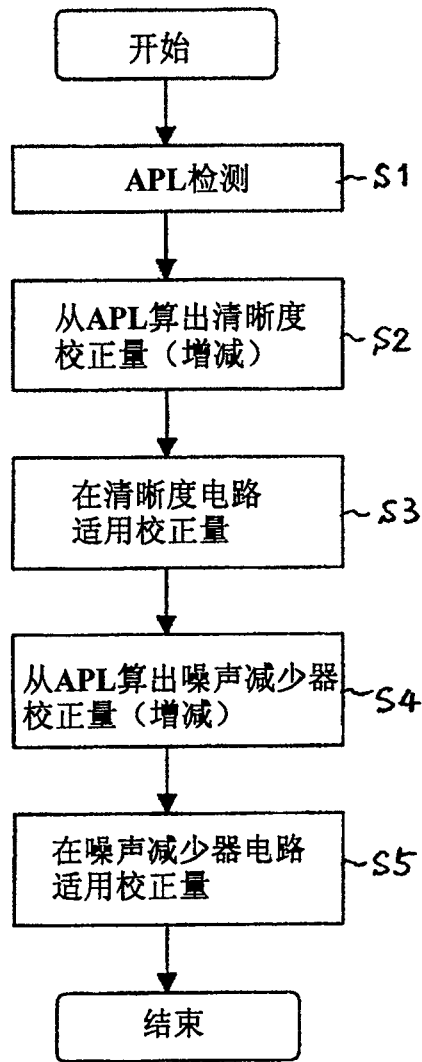 开始
APL检测
S1
从APL算出清晰度
校正量（增减）
S2
在清晰度电路
适用校正量
S3
从APL算出噪声减少器
校正量（增减）
S4
在噪声减少器电路
适用校正量
S5
结束